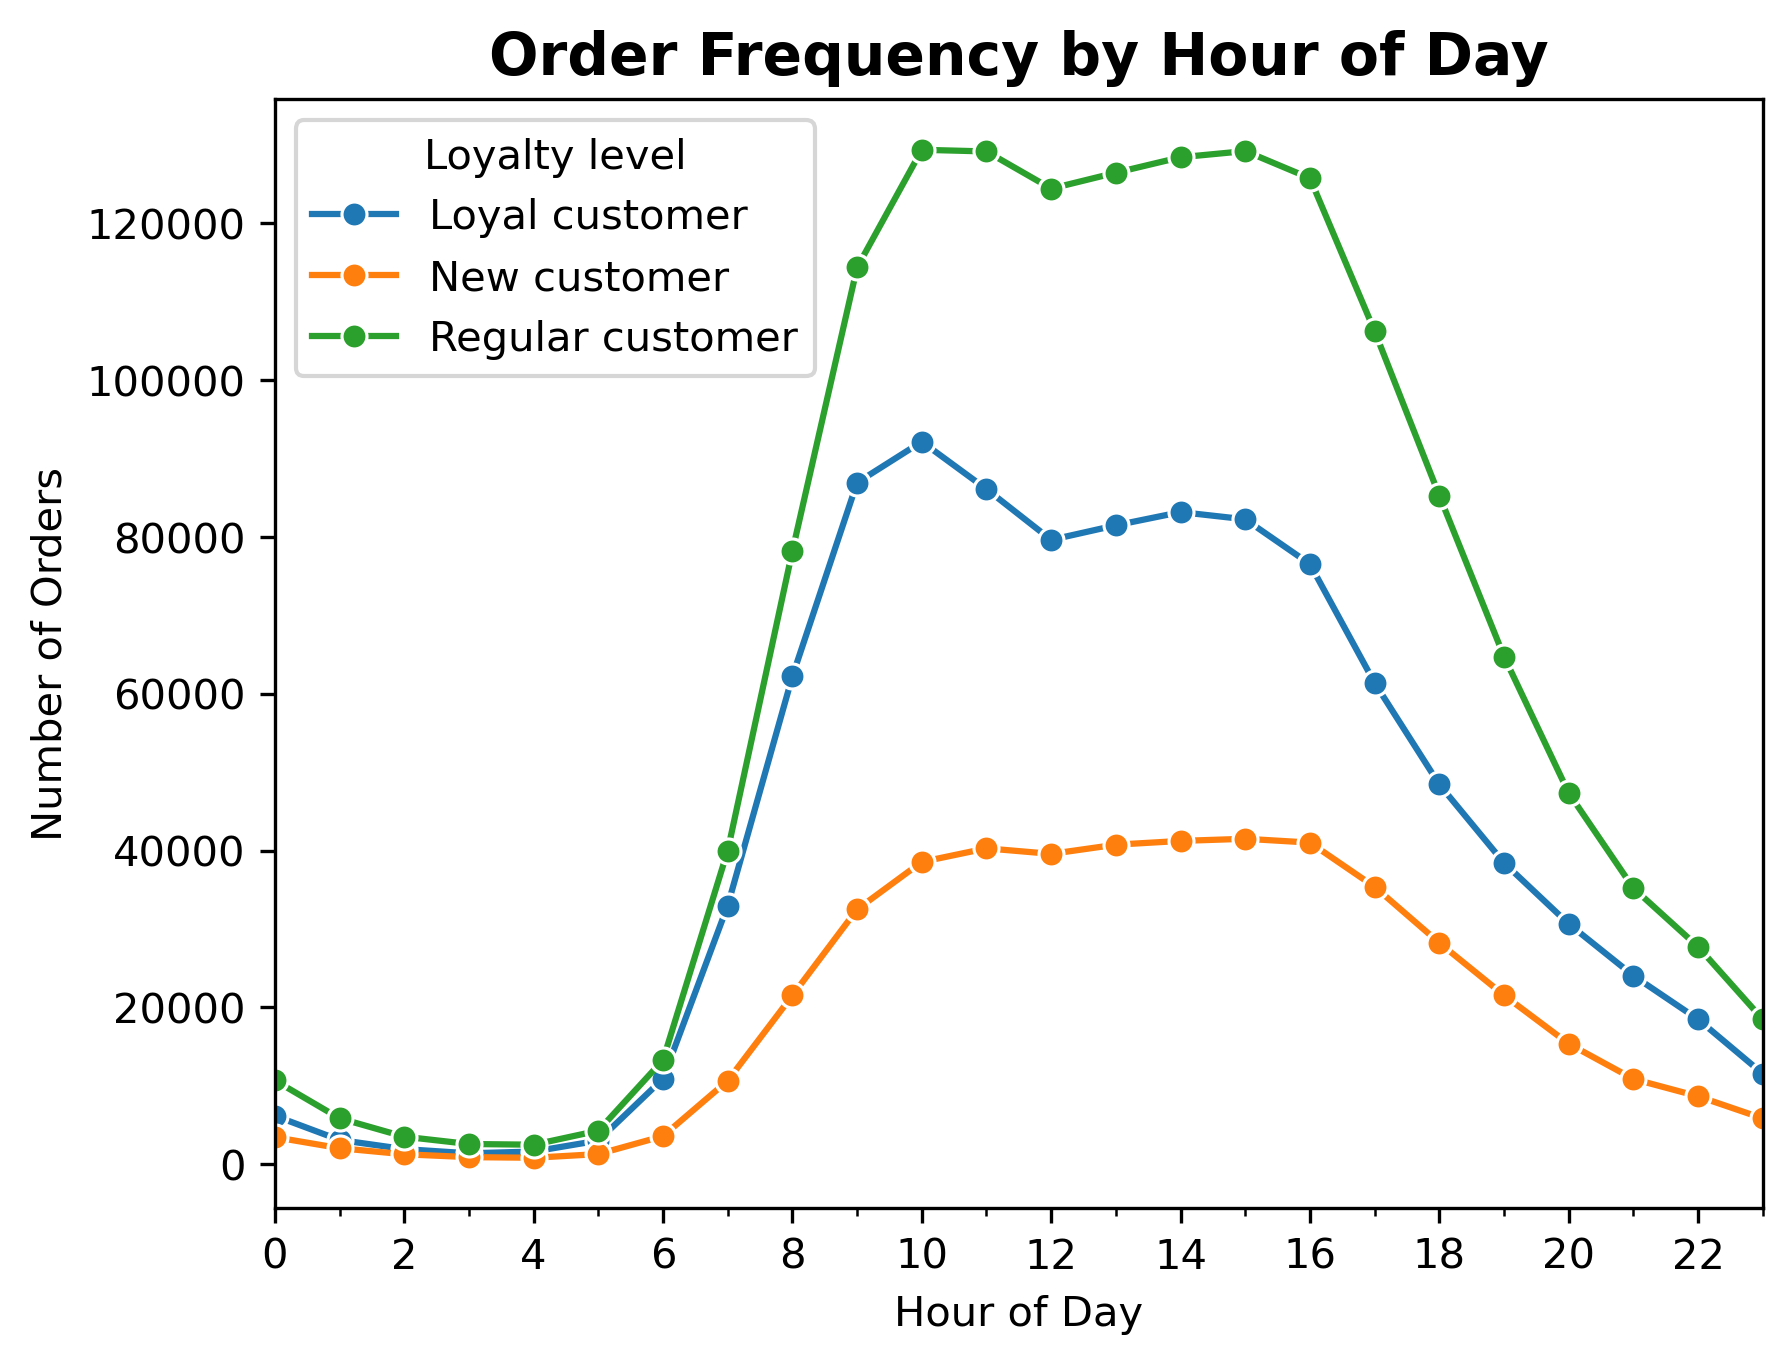 Order Frequency by Hour of Day
Loyalty level
Loyal customer
New customer
Regular customer
Number of Orders
120000
100000
80000
60000
40000
20000
0
0 2 4 6 8 10 12 14 16 18 20 22
Hour of Day